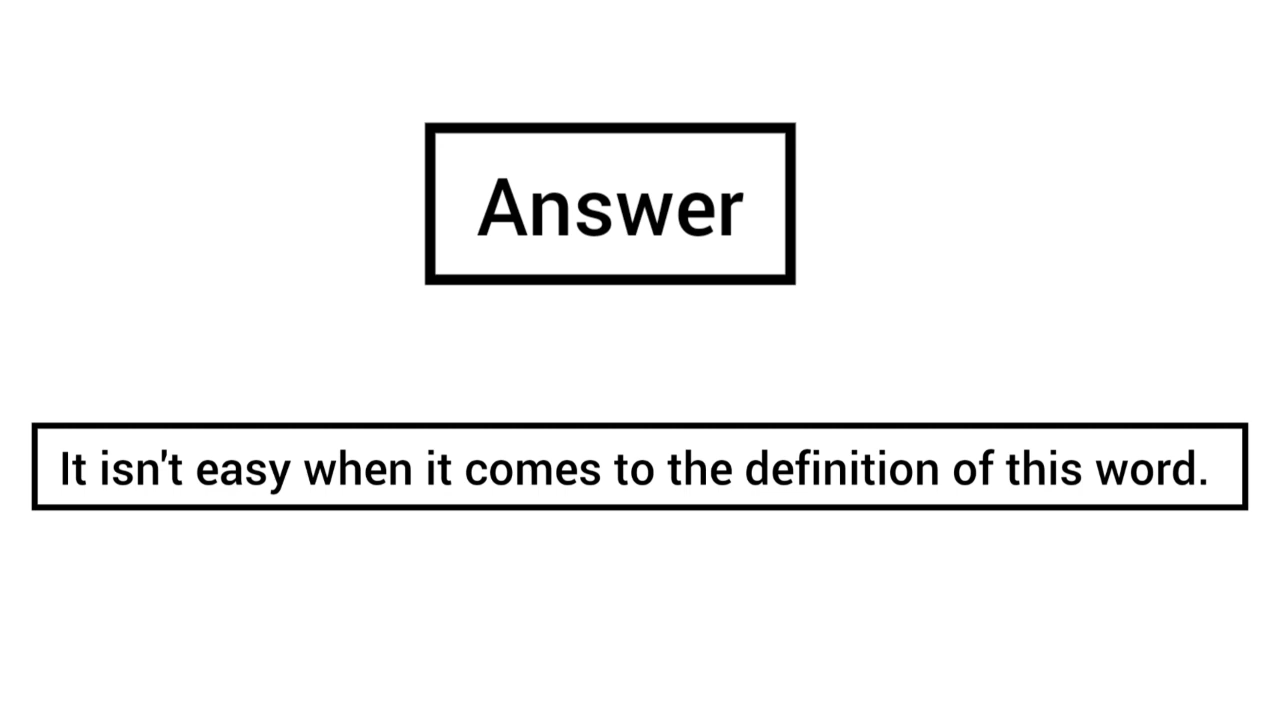 Answer
It isn't easy when it comes to the definition of this word.